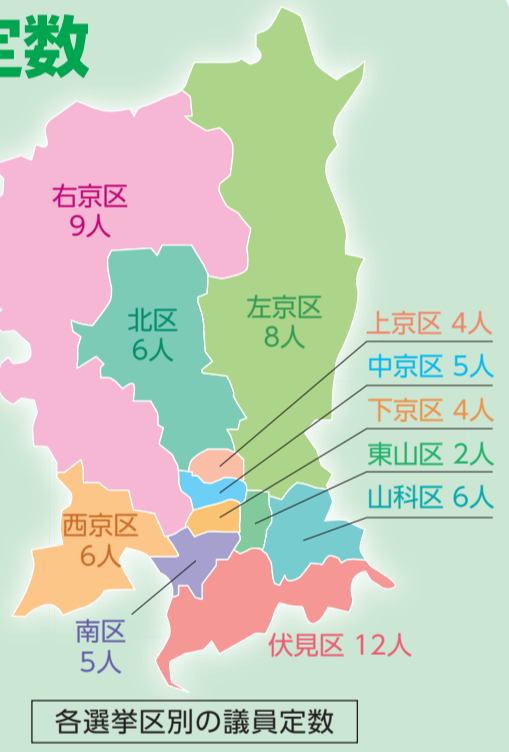 定数
右京区
9人
北区
6人
左京区
8人
上京区 4人
中京区 5人
下京区 4人
東山区 2人
山科区 6人
西京区
6人
南区
5人
伏見区 12人
各選挙区別の議員定数